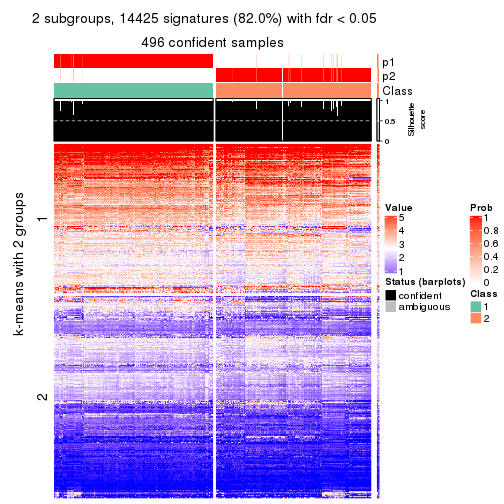 2 subgroups, 14425 signatures (82.0%) with fdr < 0.05
496 confident samples
p1
p2
Class
1
0.5
0
Silhouette
score
k-means with 2 groups
1
2
Value
5
4
3
2
1
Status (barplots)
confident
ambiguous
Prob
1
0.8
0.6
0.4
0.2
0
Class
1
2